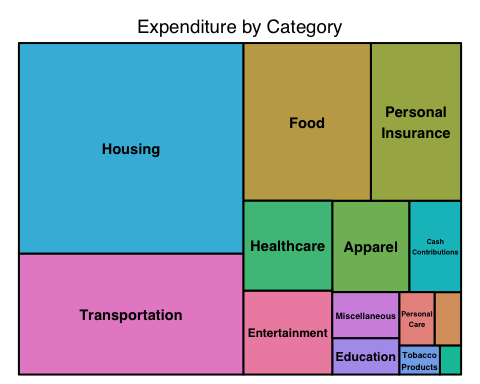 Expenditure by Category
Housing
Food
Personal
Insurance
Transportation
Healthcare
Apparel
Cash
Contributions
Entertainment
Miscellaneous
Personal
Care
Education
Tobacco
Products